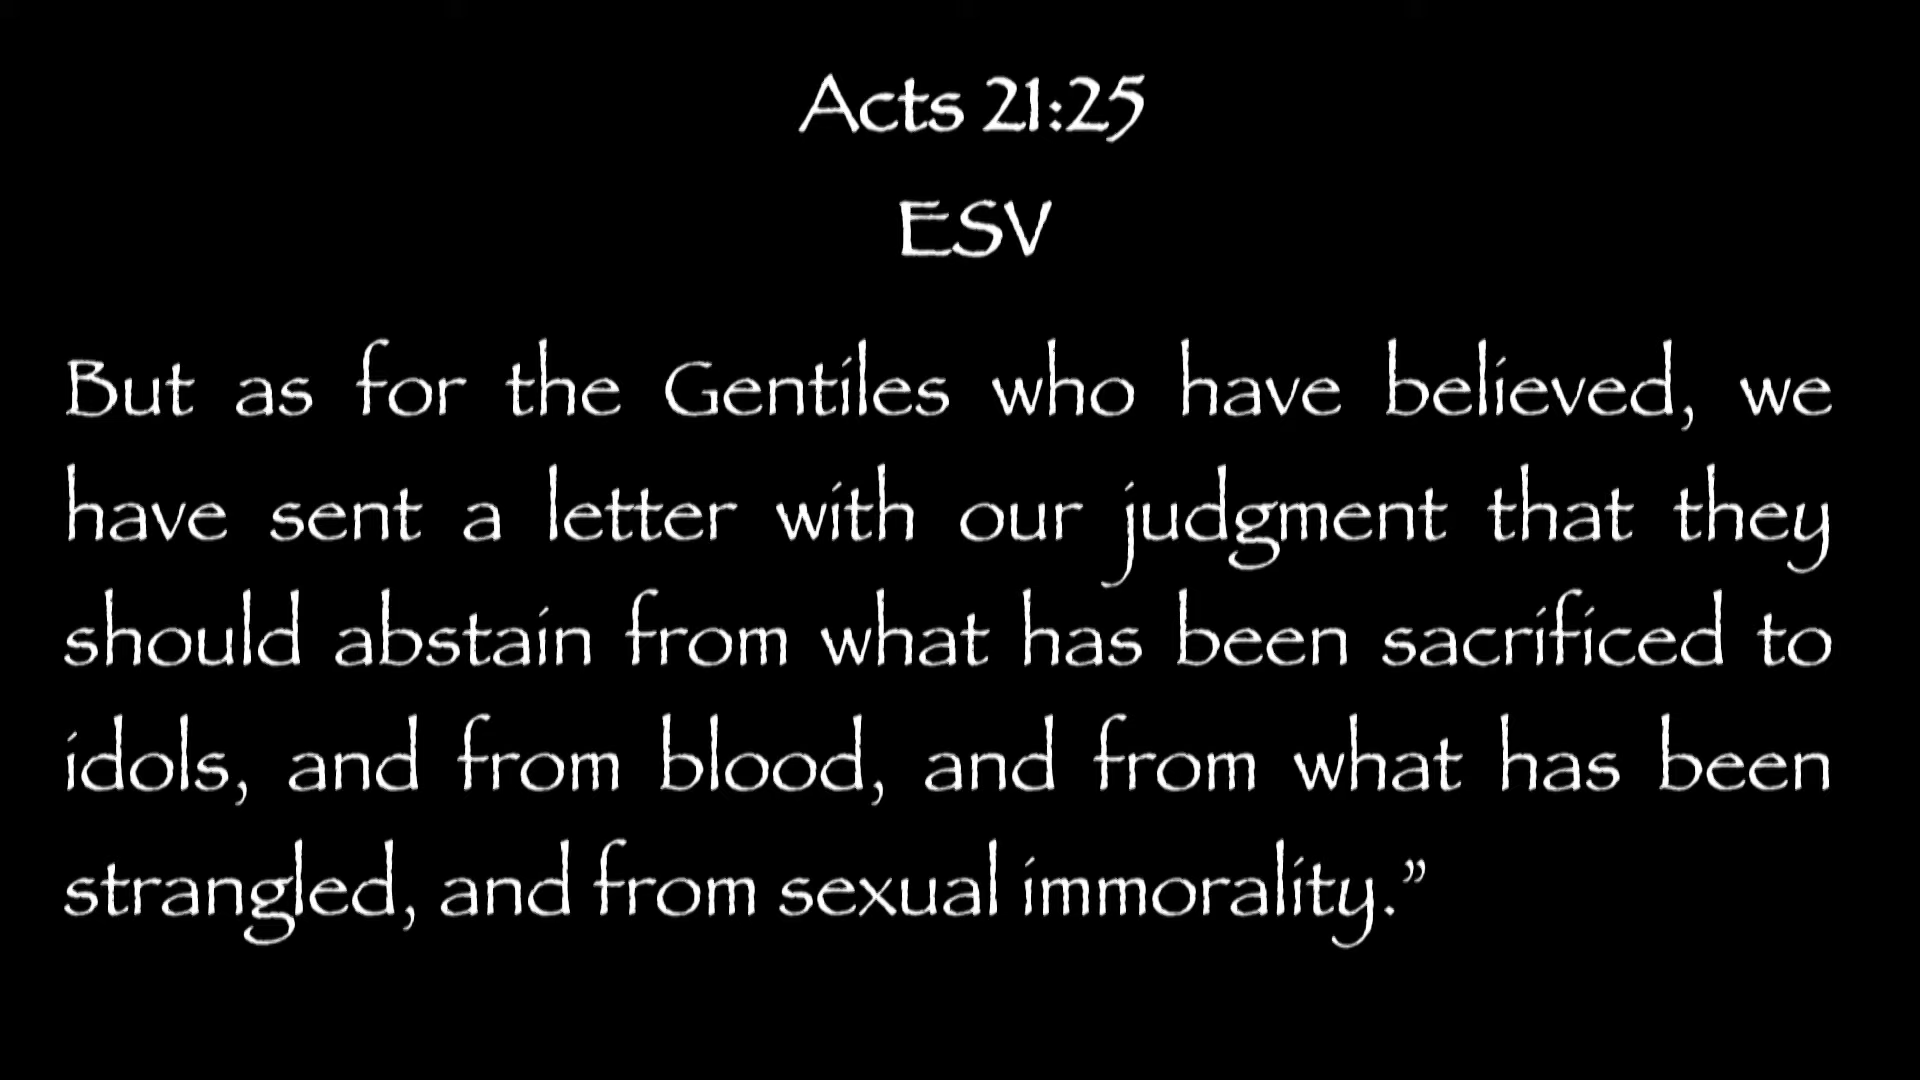 Acts 21:25
ESV
But as for the Gentiles who have believed, we
have sent a letter with our judgment that they
should abstain from what has been sacrificed to
idols, and from blood, and from what has been
strangled, and from sexual immorality.”